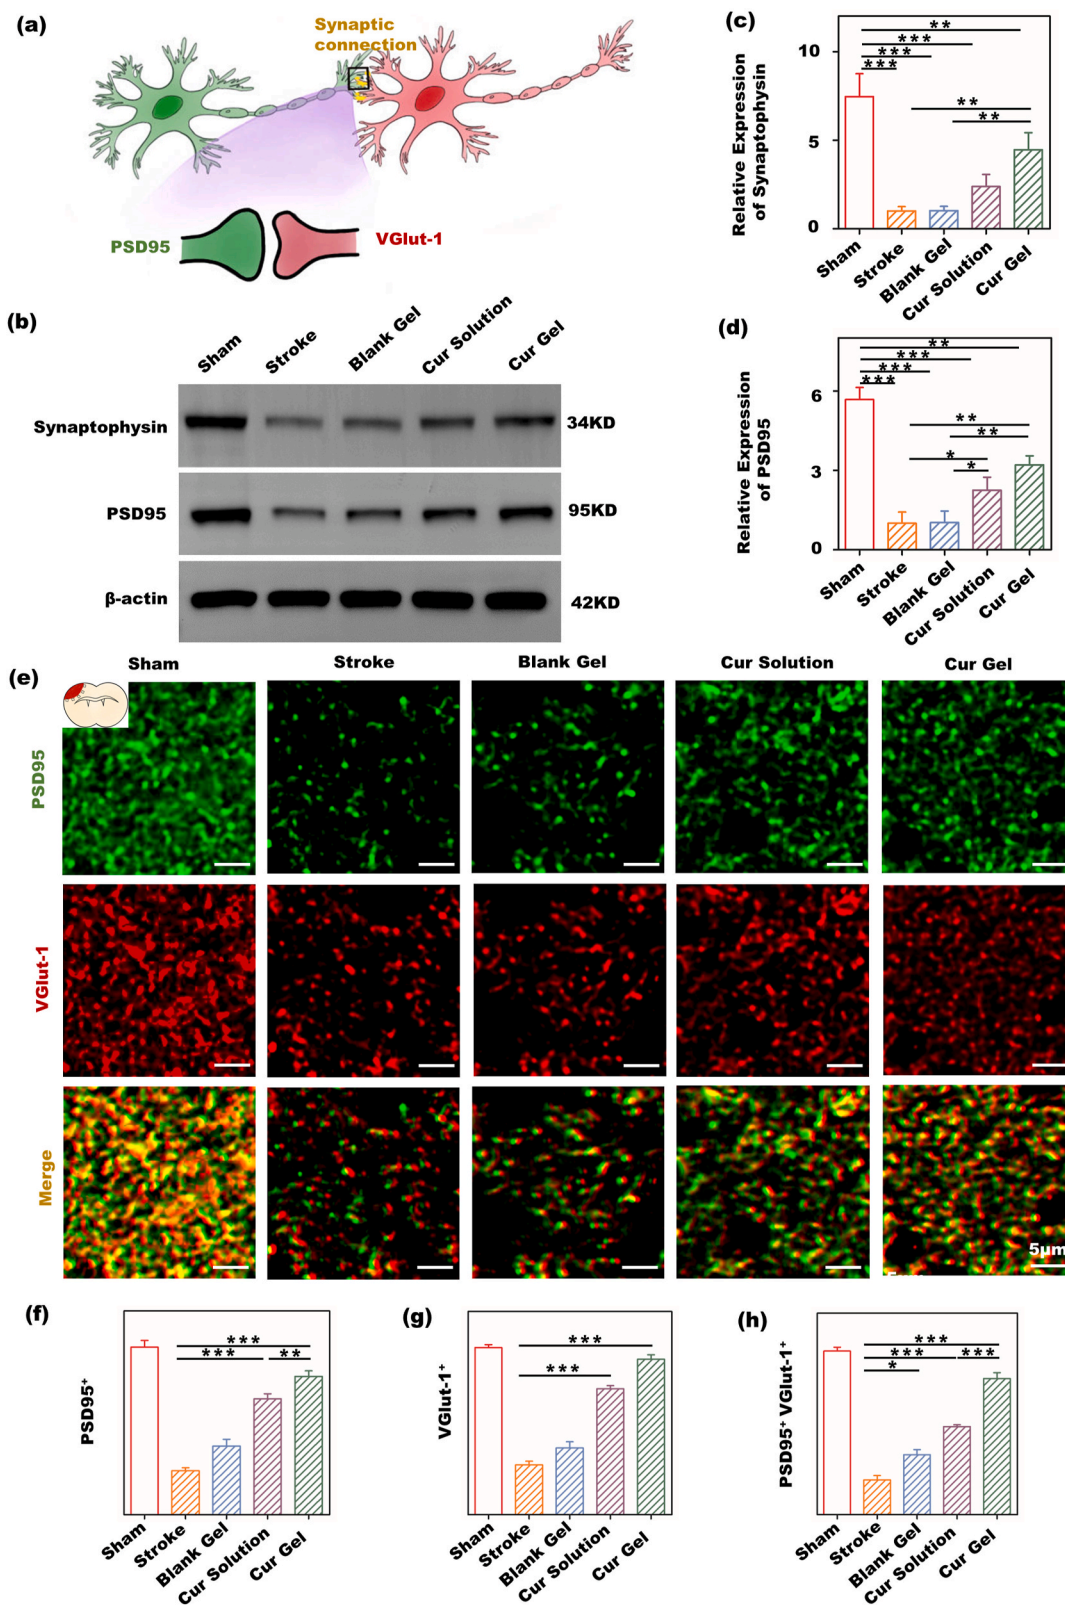 (a)
Synaptic
connection
PSD95
VGlut-1
(b)
Sham
Stroke
Blank Gel
Cur Solution
Cur Gel
Synaptophysin
34KD
PSD95
95KD
β-actin
42KD
(c)
Relative Expression
of Synaptophysin
10
5
0
**
***
***
***
**
**
Sham
Stroke
Blank Gel
Cur Solution
Cur Gel
(d)
Relative Expression
of PSD95
6
3
0
**
***
***
***
**
**
*
*
Sham
Stroke
Blank Gel
Cur Solution
Cur Gel
(e)
Sham
Stroke
Blank Gel
Cur Solution
Cur Gel
PSD95
VGlut-1
Merge
5μm
(f)
PSD95⁺
***
***
**
Sham
Stroke
Blank Gel
Cur Solution
Cur Gel
(g)
VGlut-1⁺
***
***
Sham
Stroke
Blank Gel
Cur Solution
Cur Gel
(h)
PSD95⁺ VGlut-1⁺
***
***
***
*
Sham
Stroke
Blank Gel
Cur Solution
Cur Gel